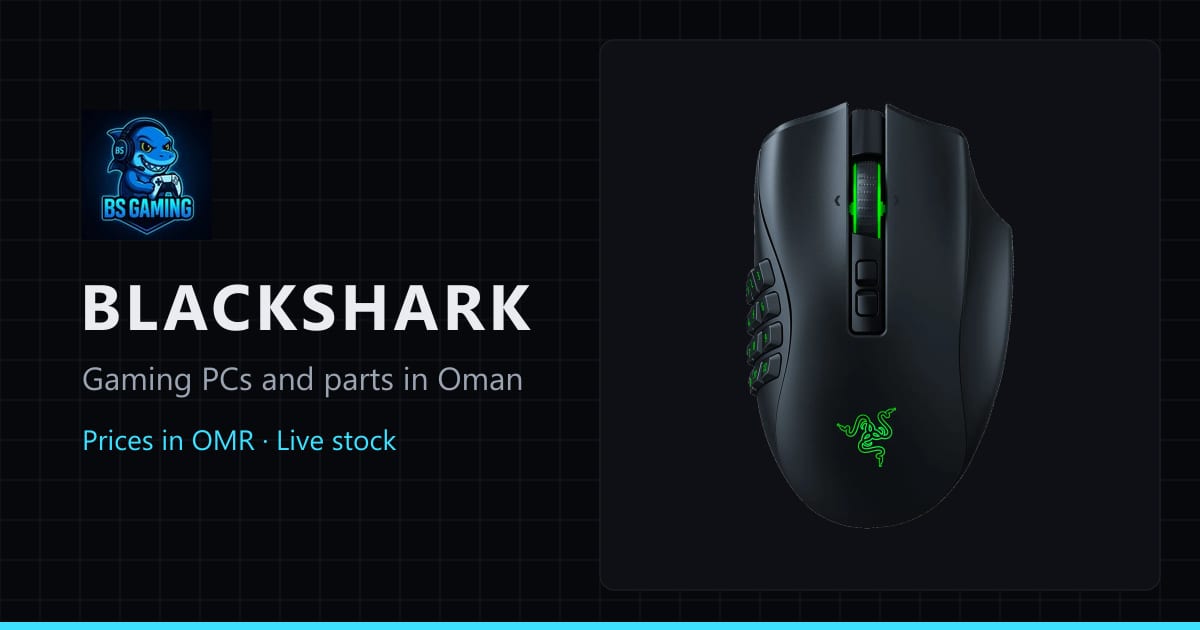 BS
BS GAMING
BLACKSHARK
Gaming PCs and parts in Oman
Prices in OMR · Live stock